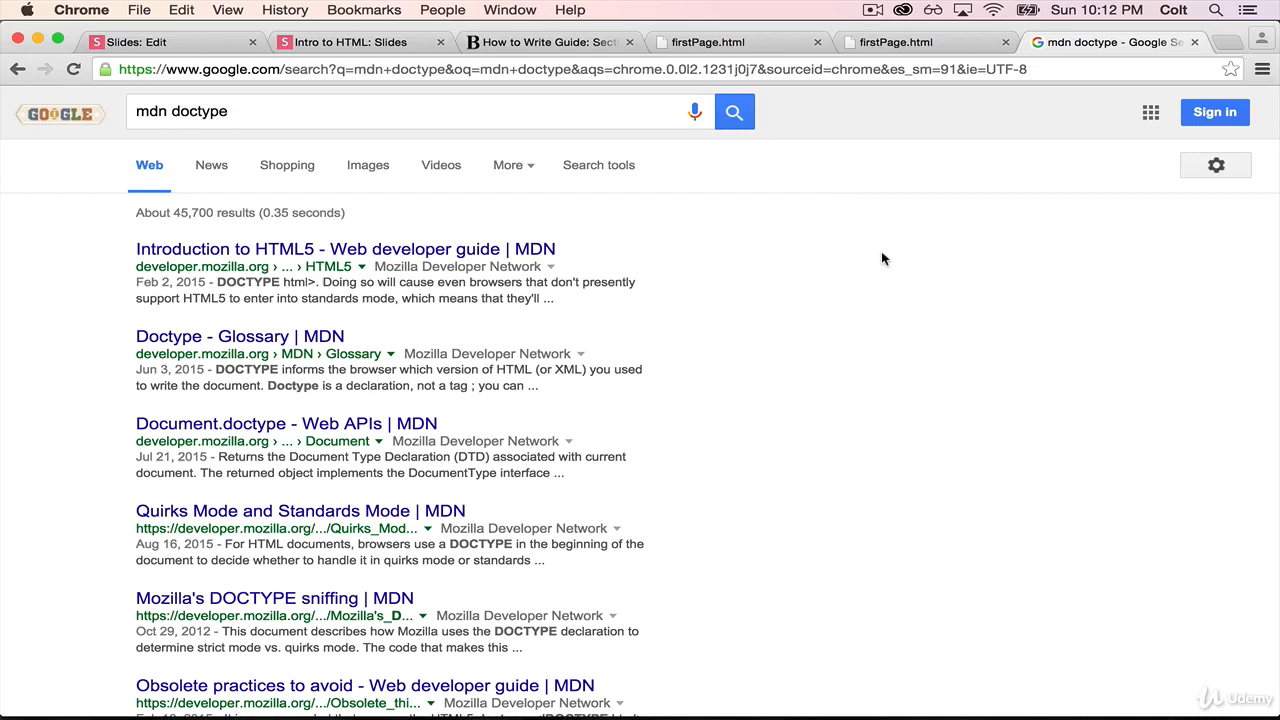 Chrome File Edit View History Bookmarks People Window Help Sun 10:12 PM Colt
Slides: Edit Intro to HTML: Slides How to Write Guide: Sect firstPage.html firstPage.html mdn doctype - Google Se
https://www.google.com/search?q=mdn+doctype&oq=mdn+doctype&aqs=chrome.0.0l2.1231j0j7&sourceid=chrome&es_sm=91&ie=UTF-8
GOOGLE mdn doctype Sign in
Web News Shopping Images Videos More Search tools
About 45,700 results (0.35 seconds)
Introduction to HTML5 - Web developer guide | MDN
developer.mozilla.org › ... › HTML5 Mozilla Developer Network
Feb 2, 2015 - DOCTYPE html>. Doing so will cause even browsers that don't presently
support HTML5 to enter into standards mode, which means that they'll ...
Doctype - Glossary | MDN
developer.mozilla.org › MDN › Glossary Mozilla Developer Network
Jun 3, 2015 - DOCTYPE informs the browser which version of HTML (or XML) you used
to write the document. Doctype is a declaration, not a tag ; you can ...
Document.doctype - Web APIs | MDN
developer.mozilla.org › ... › Document Mozilla Developer Network
Jul 21, 2015 - Returns the Document Type Declaration (DTD) associated with current
document. The returned object implements the DocumentType interface ...
Quirks Mode and Standards Mode | MDN
https://developer.mozilla.org/.../Quirks_Mod... Mozilla Developer Network
Aug 16, 2015 - For HTML documents, browsers use a DOCTYPE in the beginning of the
document to decide whether to handle it in quirks mode or standards ...
Mozilla's DOCTYPE sniffing | MDN
https://developer.mozilla.org/.../Mozilla's_D... Mozilla Developer Network
Oct 29, 2012 - This document describes how Mozilla uses the DOCTYPE declaration to
determine strict mode vs. quirks mode. The code that makes this ...
Obsolete practices to avoid - Web developer guide | MDN
https://developer.mozilla.org/.../Obsolete_thi... Mozilla Developer Network
Udemy